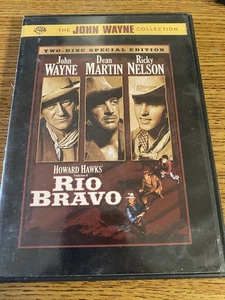 THE JOHN WAYNE COLLECTION
TWO-DISC SPECIAL EDITION
John Dean Ricky
WAYNE MARTIN NELSON
HOWARD HAWKS'
RIO
BRAVO